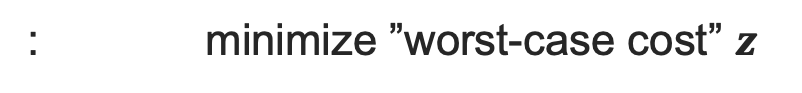 : minimize ”worst-case cost” z